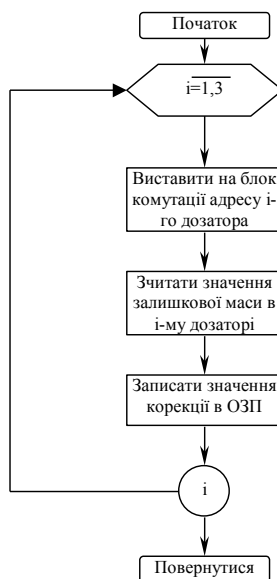 Початок
i=1,3
Виставити на блок
комутації адресу і-
го дозатора
Зчитати значення
залишкової маси в
і-му дозаторі
Записати значення
корекції в ОЗП
i
Повернутися